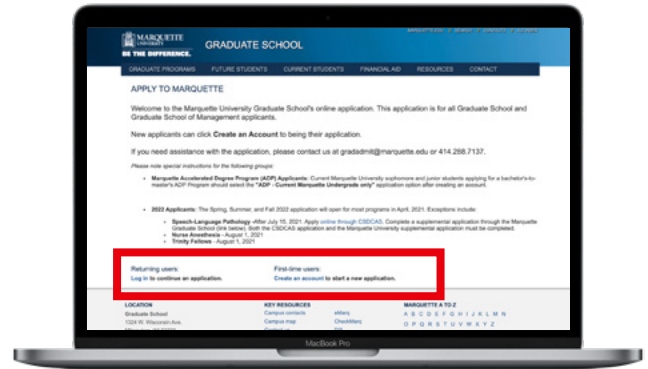 MARQUETTE
UNIVERSITY
BE THE DIFFERENCE.
GRADUATE SCHOOL
GRADUATE PROGRAMS FUTURE STUDENTS CURRENT STUDENTS FINANCIAL AID RESOURCES CONTACT
APPLY TO MARQUETTE
Welcome to the Marquette University Graduate School's online application. This application is for all Graduate School and
Graduate School of Management applicants.
New applicants can click Create an Account to being their application.
If you need assistance with the application, please contact us at gradadmit@marquette.edu or 414.288.7137.
Please note special instructions for the following groups:
Marquette Accelerated Degree Program (ADP) Applicants: Current Marquette University sophomore and junior students applying for a bachelor's-to-
master's ADP Program should select the "ADP - Current Marquette Undergrads only" application option after creating an account.
2022 Applicants: The Spring, Summer, and Fall 2022 application will open for most programs in April, 2021. Exceptions include:
Speech-Language Pathology -After July 15, 2021. Apply online through CSDCAS. Complete a supplemental application through the Marquette
Graduate School (link below). Both the CSDCAS application and the Marquette University supplemental application must be completed.
Nurse Anesthesia - August 1, 2021
Trinity Fellows - August 1, 2021
Returning users: First-time users:
Log in to continue an application. Create an account to start a new application.
LOCATION KEY RESOURCES MARQUETTE A TO Z
Graduate School Campus contacts eMarq A B C D E F G H I J K L M N
1324 W. Wisconsin Ave. Campus map CheckMarq O P Q R S T U V W X Y Z
MacBook Pro